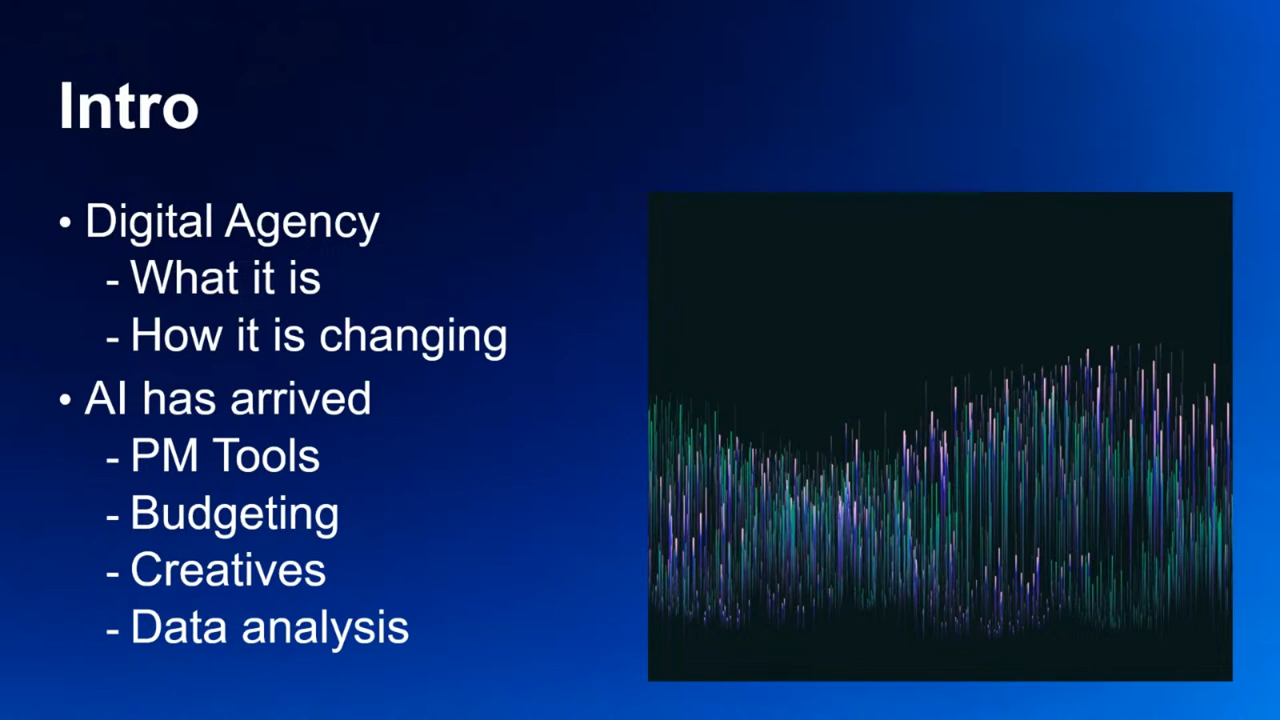 Intro
• Digital Agency
- What it is
- How it is changing
• AI has arrived
- PM Tools
- Budgeting
- Creatives
- Data analysis